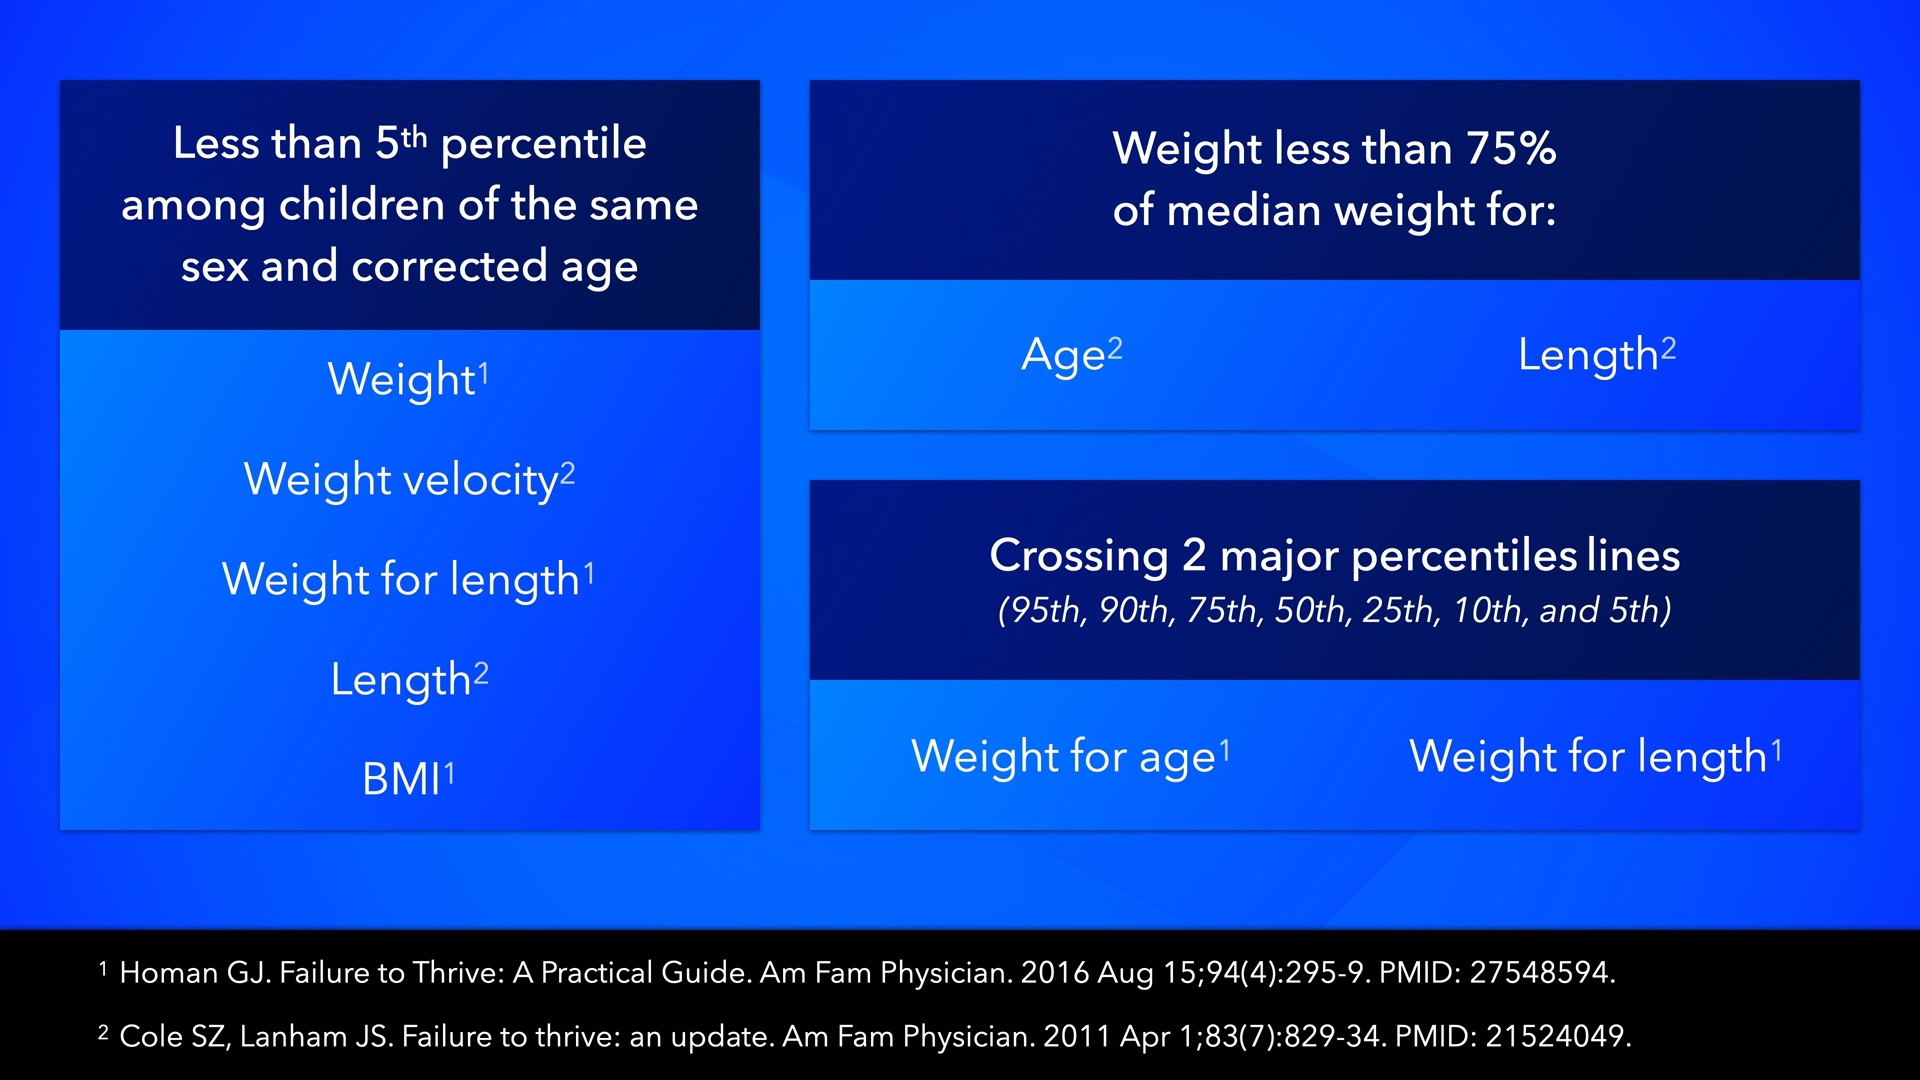 Less than 5th percentile
among children of the same
sex and corrected age
Weight1
Weight velocity2
Weight for length1
Length2
BMI1
Weight less than 75%
of median weight for:
Age2
Length2
Crossing 2 major percentiles lines
(95th, 90th, 75th, 50th, 25th, 10th, and 5th)
Weight for age1
Weight for length1
1 Homan GJ. Failure to Thrive: A Practical Guide. Am Fam Physician. 2016 Aug 15;94(4):295-9. PMID: 27548594.
2 Cole SZ, Lanham JS. Failure to thrive: an update. Am Fam Physician. 2011 Apr 1;83(7):829-34. PMID: 21524049.